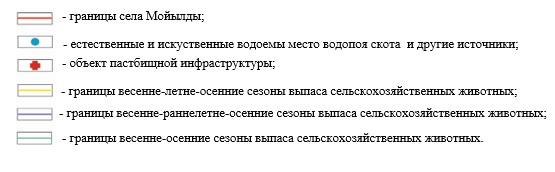 - границы села Мойылды;
- естественные и искуственные водоемы место водопоя скота и другие источники;
- объект пастбищной инфраструктуры;
- границы весенне-летне-осенние сезоны выпаса сельскохозяйственных животных;
- границы весенне-раннелетне-осенние сезоны выпаса сельскохозяйственных животных;
- границы весенне-осенние сезоны выпаса сельскохозяйственных животных.